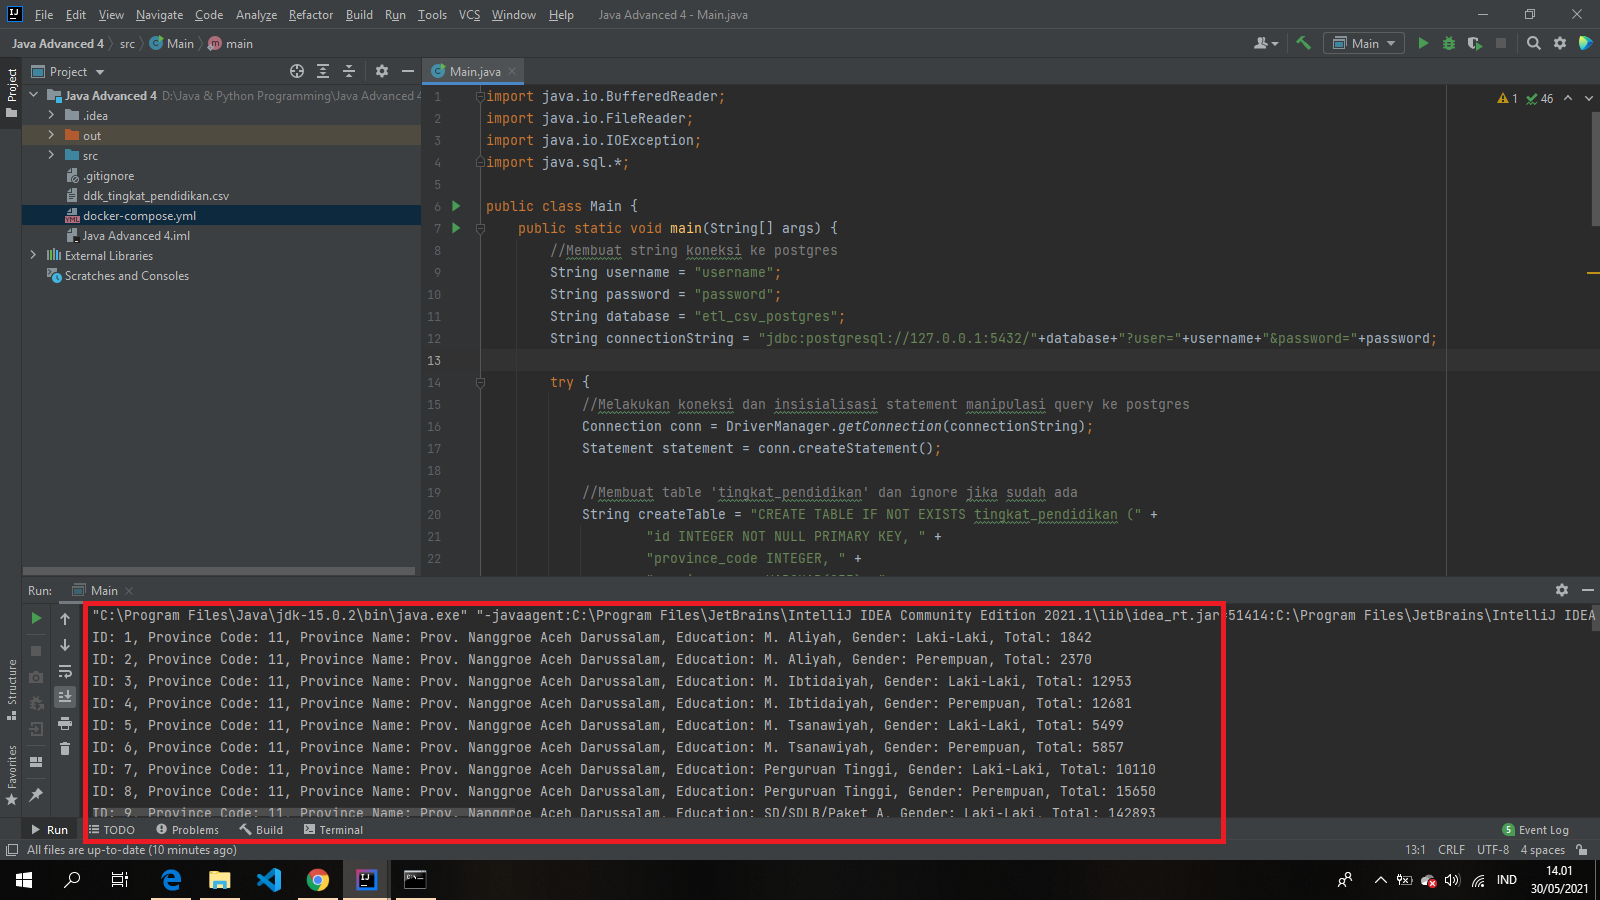 File Edit View Navigate Code Analyze Refactor Build Run Tools VCS Window Help Java Advanced 4 - Main.java
Java Advanced 4 src Main main
Main
Project
Project
Main.java
Java Advanced 4 D:\Java & Python Programming\Java Advanced 4
.idea
out
src
.gitignore
ddk_tingkat_pendidikan.csv
docker-compose.yml
Java Advanced 4.iml
External Libraries
Scratches and Consoles
1 46
1 import java.io.BufferedReader;
2 import java.io.FileReader;
3 import java.io.IOException;
4 import java.sql.*;
5
6 public class Main {
7 public static void main(String[] args) {
8 //Membuat string koneksi ke postgres
9 String username = "username";
10 String password = "password";
11 String database = "etl_csv_postgres";
12 String connectionString = "jdbc:postgresql://127.0.0.1:5432/"+database+"?user="+username+"&password="+password;
13
14 try {
15 //Melakukan koneksi dan insisialisasi statement manipulasi query ke postgres
16 Connection conn = DriverManager.getConnection(connectionString);
17 Statement statement = conn.createStatement();
18
19 //Membuat table 'tingkat_pendidikan' dan ignore jika sudah ada
20 String createTable = "CREATE TABLE IF NOT EXISTS tingkat_pendidikan (" +
21 "id INTEGER NOT NULL PRIMARY KEY, " +
22 "province_code INTEGER, " +
Run: Main
"C:\Program Files\Java\jdk-15.0.2\bin\java.exe" "-javaagent:C:\Program Files\JetBrains\IntelliJ IDEA Community Edition 2021.1\lib\idea_rt.jar=51414:C:\Program Files\JetBrains\IntelliJ IDEA
ID: 1, Province Code: 11, Province Name: Prov. Nanggroe Aceh Darussalam, Education: M. Aliyah, Gender: Laki-Laki, Total: 1842
ID: 2, Province Code: 11, Province Name: Prov. Nanggroe Aceh Darussalam, Education: M. Aliyah, Gender: Perempuan, Total: 2370
ID: 3, Province Code: 11, Province Name: Prov. Nanggroe Aceh Darussalam, Education: M. Ibtidaiyah, Gender: Laki-Laki, Total: 12953
ID: 4, Province Code: 11, Province Name: Prov. Nanggroe Aceh Darussalam, Education: M. Ibtidaiyah, Gender: Perempuan, Total: 12681
ID: 5, Province Code: 11, Province Name: Prov. Nanggroe Aceh Darussalam, Education: M. Tsanawiyah, Gender: Laki-Laki, Total: 5499
ID: 6, Province Code: 11, Province Name: Prov. Nanggroe Aceh Darussalam, Education: M. Tsanawiyah, Gender: Perempuan, Total: 5857
ID: 7, Province Code: 11, Province Name: Prov. Nanggroe Aceh Darussalam, Education: Perguruan Tinggi, Gender: Laki-Laki, Total: 10110
ID: 8, Province Code: 11, Province Name: Prov. Nanggroe Aceh Darussalam, Education: Perguruan Tinggi, Gender: Perempuan, Total: 15650
ID: 9, Province Code: 11, Province Name: Prov. Nanggroe Aceh Darussalam, Education: SD/SDLB/Paket A, Gender: Laki-Laki, Total: 142893
Structure
Favorites
Run TODO Problems Build Terminal 5 Event Log
All files are up-to-date (10 minutes ago) 13:1 CRLF UTF-8 4 spaces
IND
14.01
30/05/2021